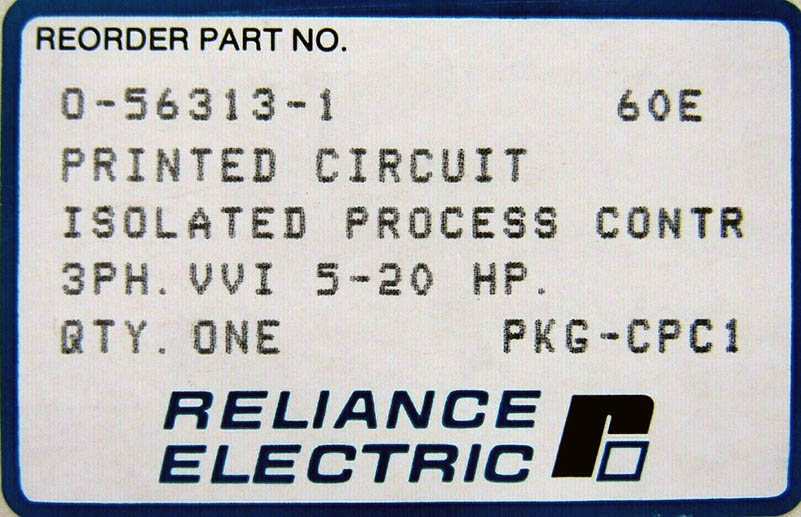 REORDER PART NO.
0-56313-1 60E
PRINTED CIRCUIT
ISOLATED PROCESS CONTR
3PH. VVI 5-20 HP.
QTY. ONE PKG-CPC1
RELIANCE
ELECTRIC